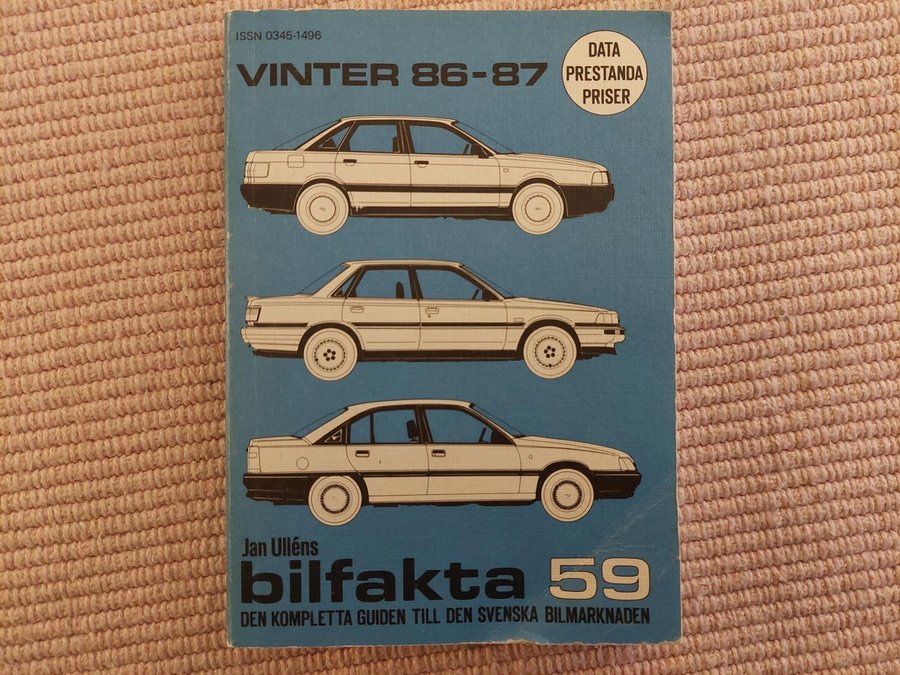 ISSN 0345-1496
VINTER 86-87
DATA
PRESTANDA
PRISER
Jan Ulléns
bilfakta 59
DEN KOMPLETTA GUIDEN TILL DEN SVENSKA BILMARKNADEN